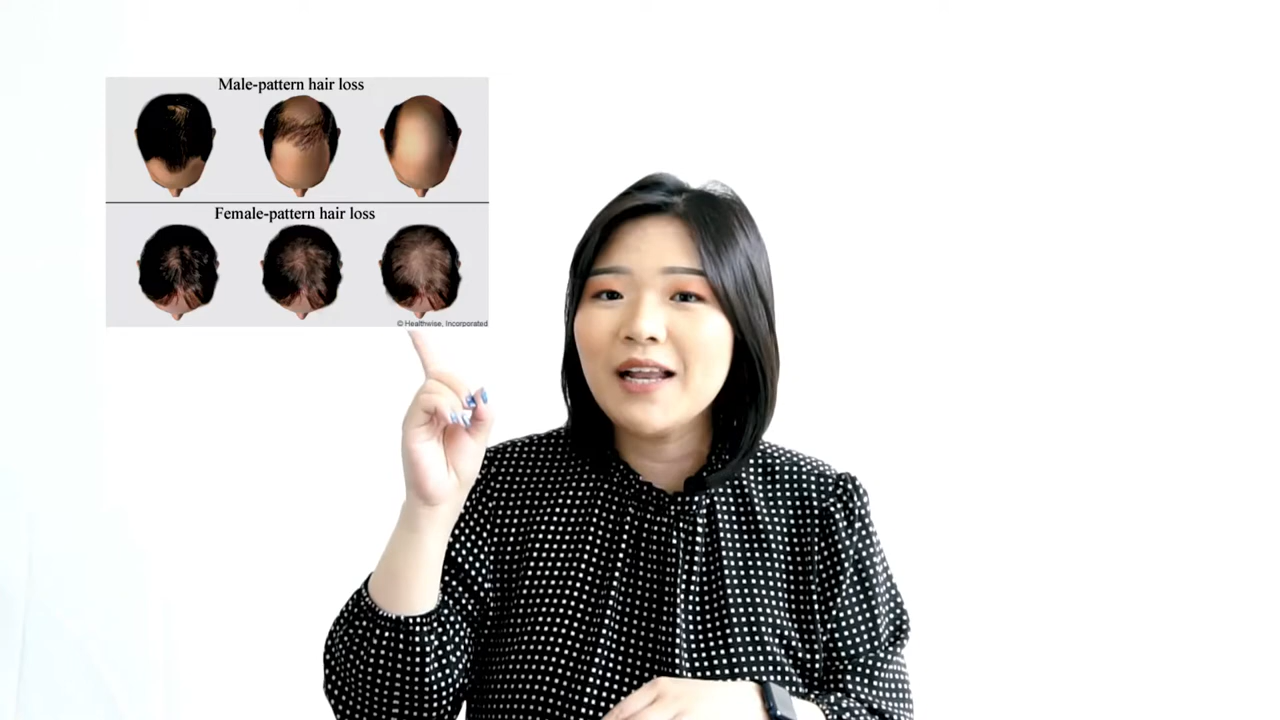 Male-pattern hair loss
Female-pattern hair loss
© Healthwise, Incorporated